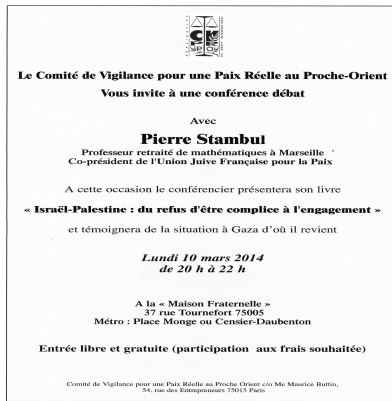 Le Comité de Vigilance pour une Paix Réelle au Proche-Orient
Vous invite à une conférence débat
Avec
Pierre Stambul
Professeur retraité de mathématiques à Marseille
Co-président de l'Union Juive Française pour la Paix
A cette occasion le conférencier présentera son livre
« Israël-Palestine : du refus d'être complice à l'engagement »
et témoignera de la situation à Gaza d'où il revient
Lundi 10 mars 2014
de 20 h à 22 h
A la « Maison Fraternelle »
37 rue Tournefort 75005
Métro : Place Monge ou Censier-Daubenton
Entrée libre et gratuite (participation aux frais souhaitée)
Comité de Vigilance pour une Paix Réelle au Proche Orient c/o Me Maurice Buttin,
54, rue des Entrepreneurs 75015 Paris